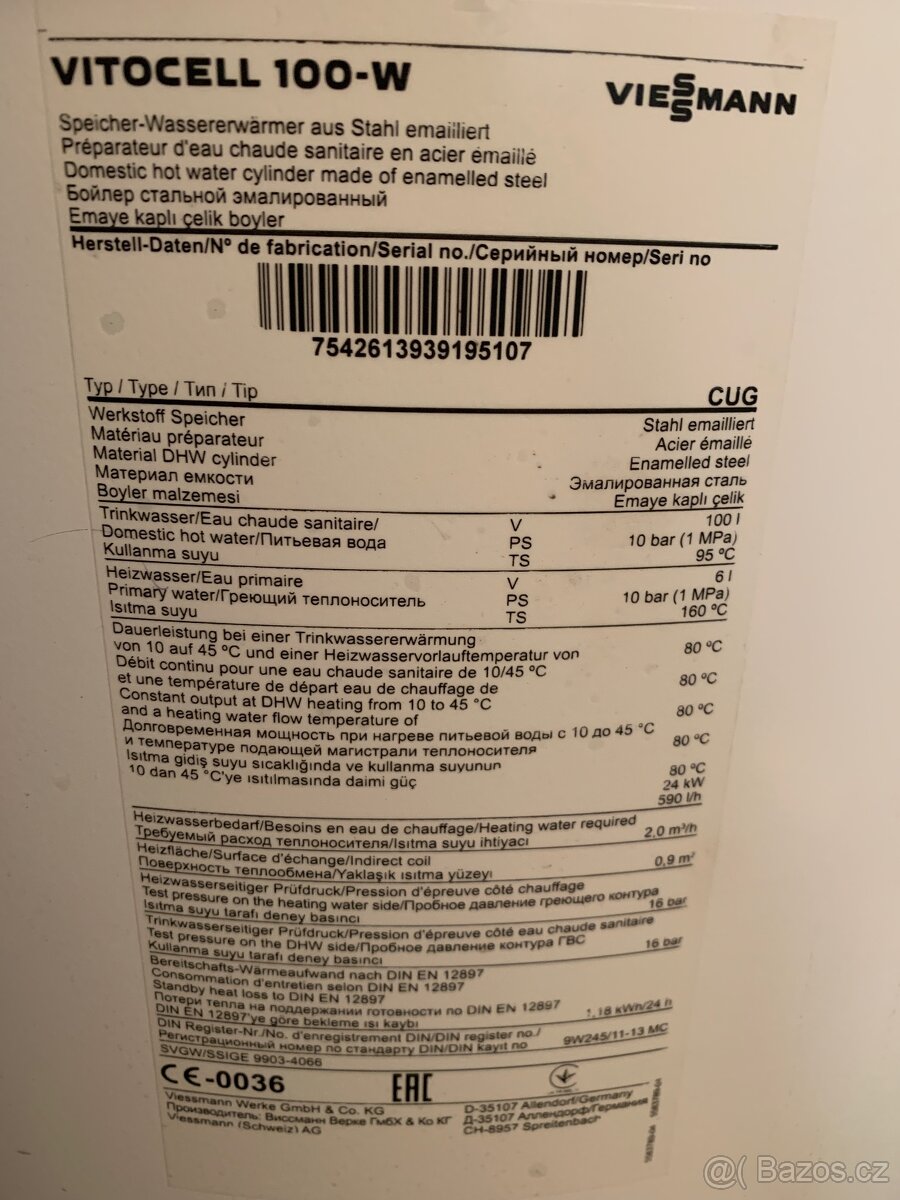 VITOCELL 100-W
VIESSMANN
Speicher-Wassererwärmer aus Stahl emailliert
Préparateur d'eau chaude sanitaire en acier émaillé
Domestic hot water cylinder made of enamelled steel
Бойлер стальной эмалированный
Emaye kaplı çelik boyler
Herstell-Daten/N° de fabrication/Serial no./Серийный номер/Seri no
7542613939195107
Typ / Type / Тип / Tip CUG
Werkstoff Speicher Stahl emailliert
Matériau préparateur Acier émaillé
Material DHW cylinder Enamelled steel
Материал емкости Эмалированная сталь
Boyler malzemesi Emaye kaplı çelik
Trinkwasser/Eau chaude sanitaire/ V 100 l
Domestic hot water/Питьевая вода PS 10 bar (1 MPa)
Kullanma suyu TS 95 °C
Heizwasser/Eau primaire V 6 l
Primary water/Греющий теплоноситель PS 10 bar (1 MPa)
Isıtma suyu TS 160 °C
Dauerleistung bei einer Trinkwassererwärmung
von 10 auf 45 °C und einer Heizwasservorlauftemperatur von 80 °C
Débit continu pour une eau chaude sanitaire de 10/45 °C
et une température de départ eau de chauffage de 80 °C
Constant output at DHW heating from 10 to 45 °C
and a heating water flow temperature of 80 °C
Долговременная мощность при нагреве питьевой воды с 10 до 45 °C
и температуре подающей магистрали теплоносителя 80 °C
Isıtma gidiş suyu sıcaklığında ve kullanma suyunun 80 °C
10 dan 45 °C'ye ısıtılmasında daimi güç 24 kW
590 l/h
Heizwasserbedarf/Besoins en eau de chauffage/Heating water required
Требуемый расход теплоносителя/Isıtma suyu ihtiyacı 2,0 m³/h
Heizfläche/Surface d'échange/Indirect coil
Поверхность теплообмена/Yaklaşık ısıtma yüzeyi 0,9 m²
Heizwasserseitiger Prüfdruck/Pression d'épreuve côté chauffage
Test pressure on the heating water side/Пробное давление греющего контура
Isıtma suyu tarafı deney basıncı 16 bar
Trinkwasserseitiger Prüfdruck/Pression d'épreuve côté eau chaude sanitaire
Test pressure on the DHW side/Пробное давление контура ГВС
Kullanma suyu tarafı deney basıncı 16 bar
Bereitschafts-Wärmeaufwand nach DIN EN 12897
Consommation d'entretien selon DIN EN 12897
Standby heat loss to DIN EN 12897
Потери тепла на поддержании готовности по DIN EN 12897
DIN EN 12897'ye göre bekleme ısı kaybı 1,18 kWh/24 h
DIN Register-Nr./No. d'enregistrement DIN/DIN register no./
Регистрационный номер по стандарту DIN/DIN kayıt no 9W245/11-13 MC
SVGW/SSIGE 9903-4066
CE-0036 EAC
Viessmann Werke GmbH & Co. KG D-35107 Allendorf/Germany
Производитель: Виссманн Верке ГмбХ & Ко КГ Д-35107 Аллендорф/Германия
Viessmann (Schweiz) AG CH-8957 Spreitenbach
@( Bazos.cz